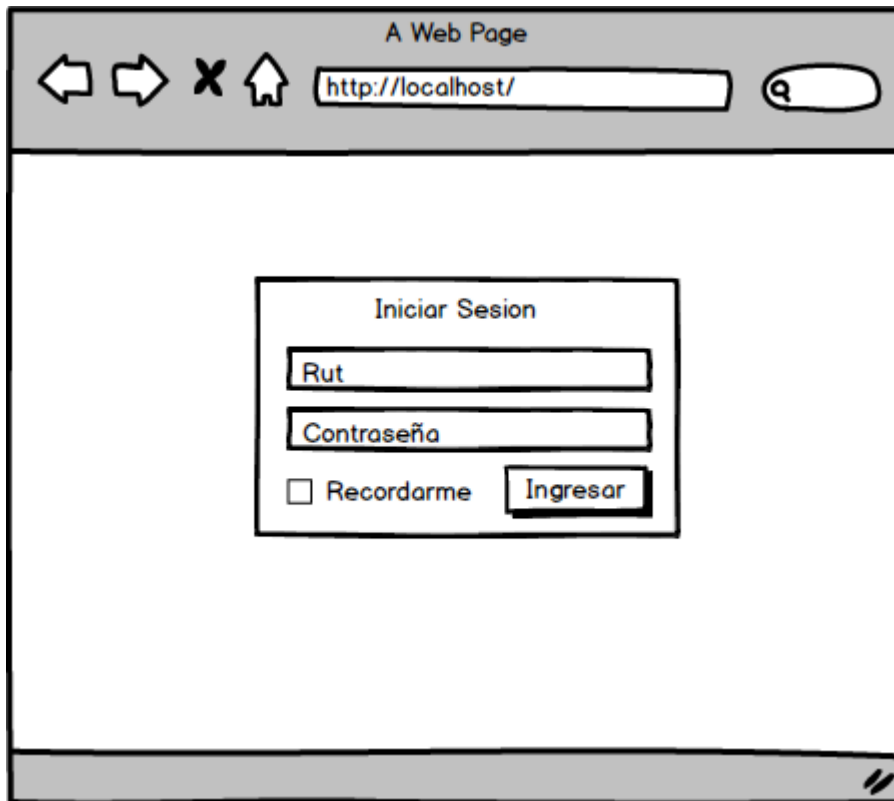 A Web Page
http://localhost/
Iniciar Sesion
Rut
Contraseña
Recordarme Ingresar